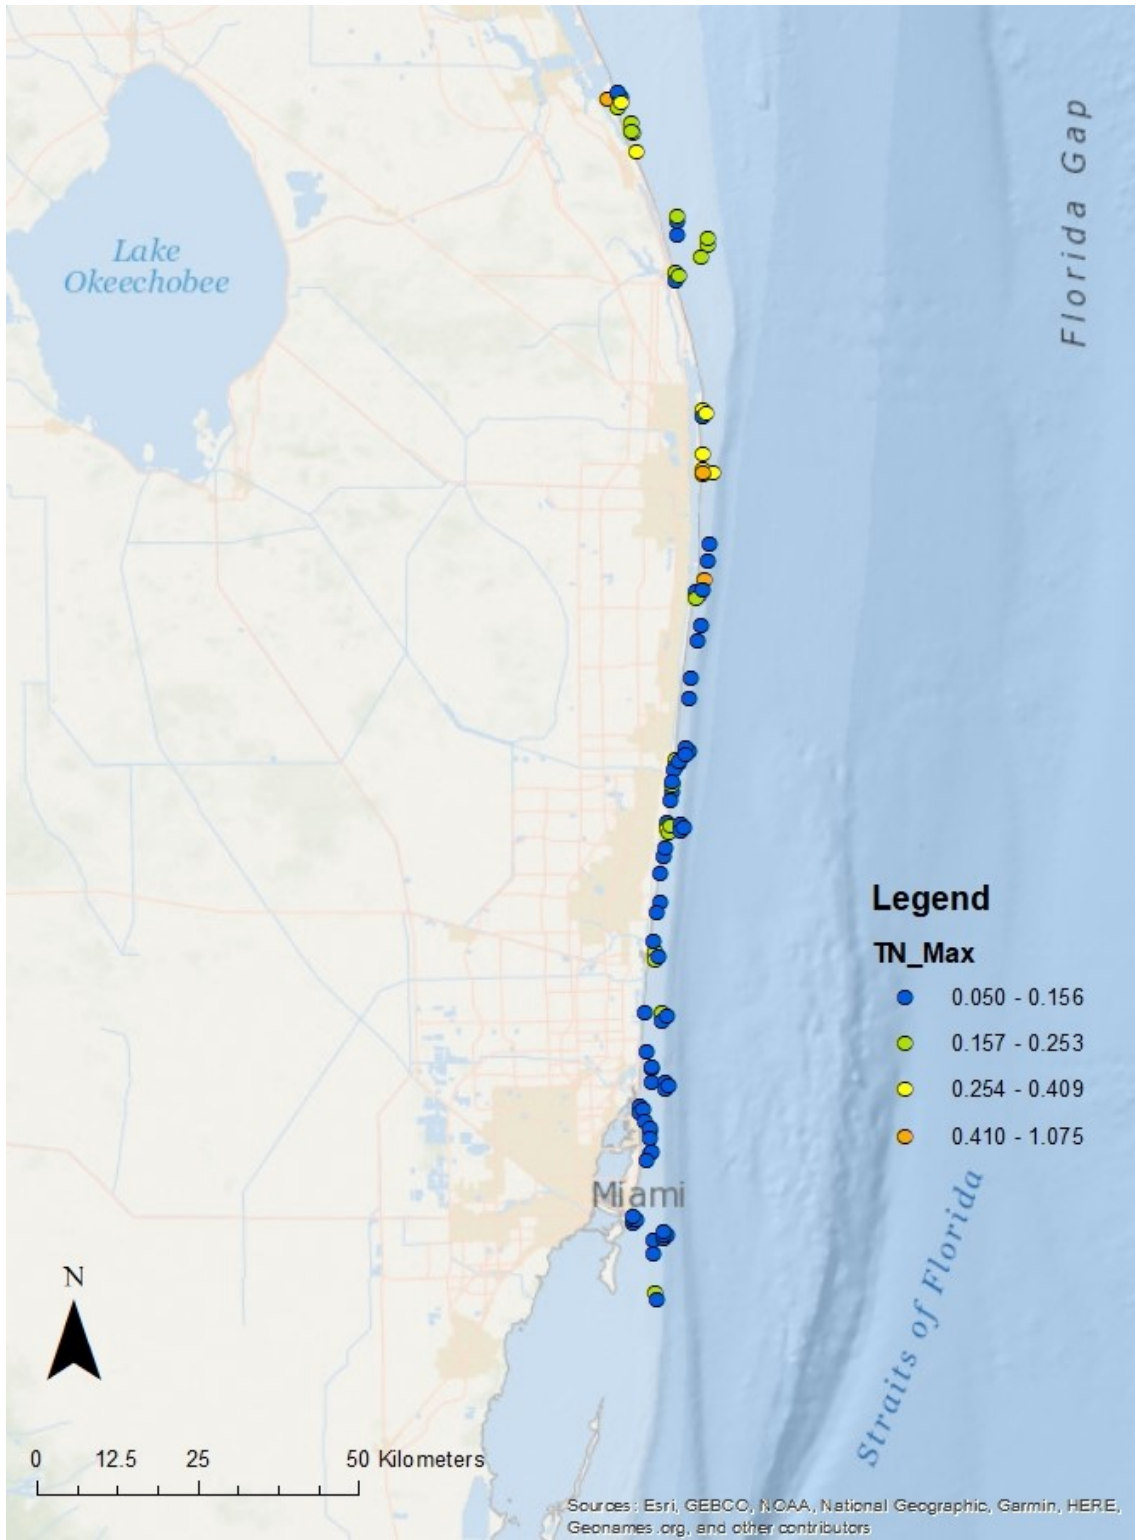 Florida Gap
Lake
Okeechobee
Legend
TN_Max
0.050 - 0.156
0.157 - 0.253
0.254 - 0.409
0.410 - 1.075
Miami
Straits of Florida
N
0 12.5 25 50 Kilometers
Sources: Esri, GEBCO, NOAA, National Geographic, Garmin, HERE,
Geonames.org, and other contributors